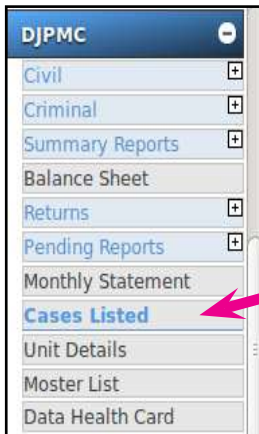 DJPMC
Civil
Criminal
Summary Reports
Balance Sheet
Returns
Pending Reports
Monthly Statement
Cases Listed
Unit Details
Moster List
Data Health Card